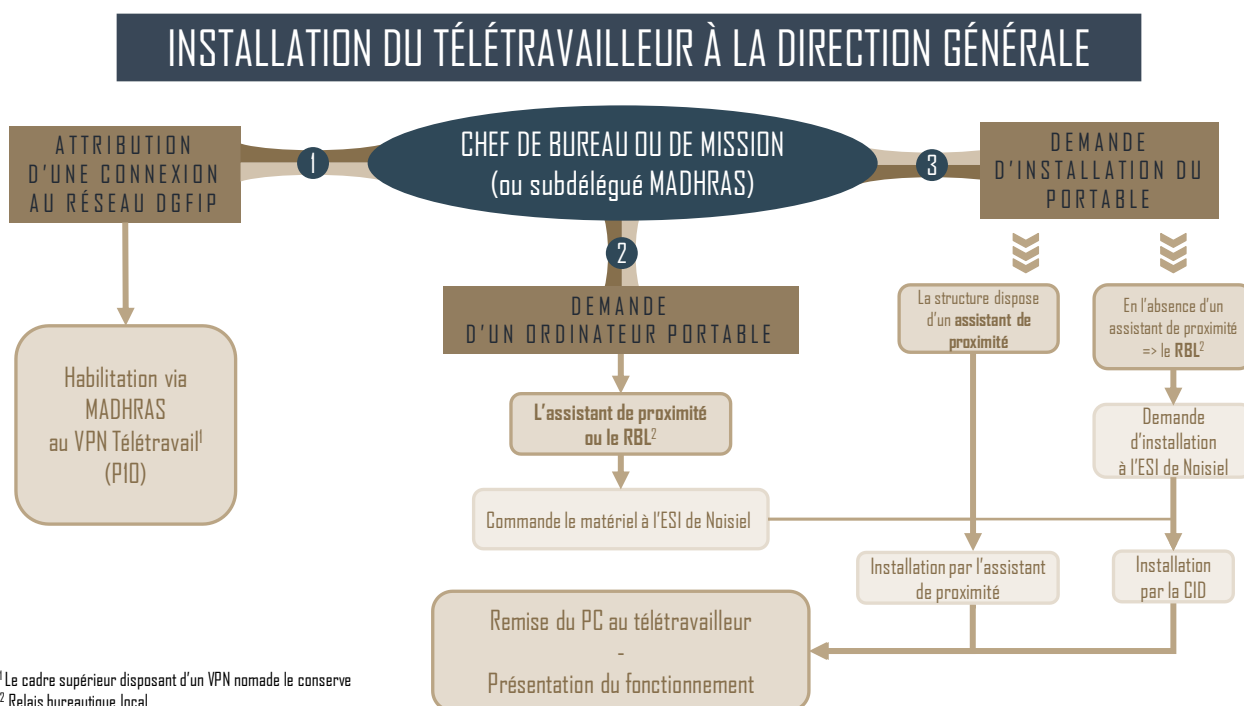 INSTALLATION DU TÉLÉTRAVAILLEUR À LA DIRECTION GÉNÉRALE
ATTRIBUTION
D'UNE CONNEXION
AU RÉSEAU DGFIP
1
CHEF DE BUREAU OU DE MISSION
(ou subdélégué MADHRAS)
3
DEMANDE
D'INSTALLATION DU
PORTABLE
2
DEMANDE
D'UN ORDINATEUR PORTABLE
Habilitation via
MADHRAS
au VPN Télétravail¹
(P10)
L'assistant de proximité
ou le RBL²
Commande le matériel à l'ESI de Noisiel
La structure dispose
d'un assistant de
proximité
En l'absence d'un
assistant de proximité
=> le RBL²
Demande
d'installation
à l'ESI de Noisiel
Installation par l'assistant
de proximité
Installation
par la CID
Remise du PC au télétravailleur
-
Présentation du fonctionnement
¹ Le cadre supérieur disposant d'un VPN nomade le conserve
² Relais bureautique local